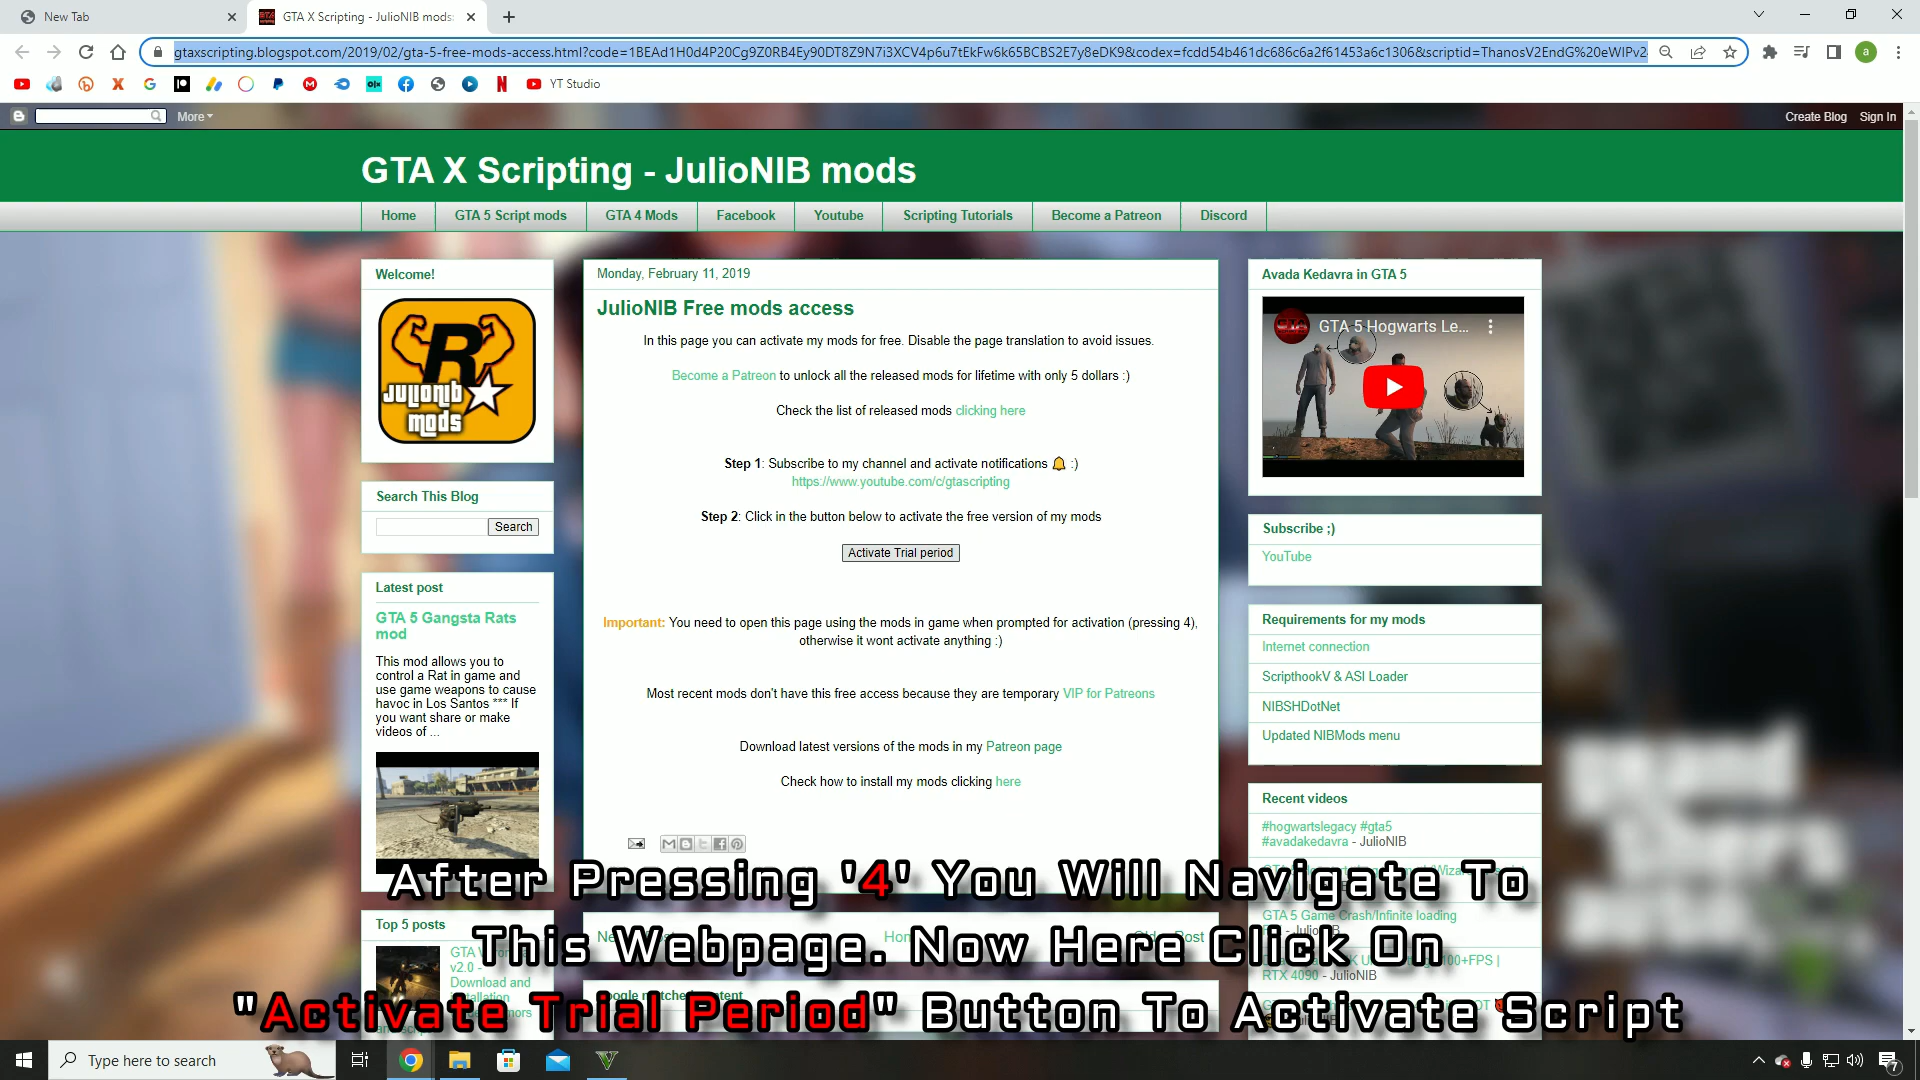 New Tab
GTA X Scripting - JulioNIB mods:
gtaxscripting.blogspot.com/2019/02/gta-5-free-mods-access.html?code=1BEAd1H0d4P20Cg9Z0RB4Ey90DT8Z9N7i3XCV4p6u7tEkFw6k65BCBS2E7y8eDK9&codex=fcdd54b461dc686c6a2f61453a6c1306&scriptid=ThanosV2EndG%20eWIPv2
a
YT Studio
More
Create Blog
Sign In
GTA X Scripting - JulioNIB mods
Home
GTA 5 Script mods
GTA 4 Mods
Facebook
Youtube
Scripting Tutorials
Become a Patreon
Discord
Welcome!
JulioNIB
mods
Search This Blog
Search
Latest post
GTA 5 Gangsta Rats
mod
This mod allows you to
control a Rat in game and
use game weapons to cause
havoc in Los Santos *** If
you want share or make
videos of ...
Top 5 posts
v2.0 -
Download and
installation
Monday, February 11, 2019
JulioNIB Free mods access
In this page you can activate my mods for free. Disable the page translation to avoid issues.
Become a Patreon to unlock all the released mods for lifetime with only 5 dollars :)
Check the list of released mods clicking here
Step 1: Subscribe to my channel and activate notifications 🔔 :)
https://www.youtube.com/c/gtascripting
Step 2: Click in the button below to activate the free version of my mods
Activate Trial period
Important: You need to open this page using the mods in game when prompted for activation (pressing 4),
otherwise it wont activate anything :)
Most recent mods don't have this free access because they are temporary VIP for Patreons
Download latest versions of the mods in my Patreon page
Check how to install my mods clicking here
Avada Kedavra in GTA 5
GTA 5 Hogwarts Le...
Subscribe ;)
YouTube
Requirements for my mods
Internet connection
ScripthookV & ASI Loader
NIBSHDotNet
Updated NIBMods menu
Recent videos
#hogwartslegacy #gta5
#avadakedavra - JulioNIB
GTA 5 Game Crash/Infinite loading
RTX 4090 - JulioNIB
After Pressing '4' You Will Navigate To
This Webpage. Now Here Click On
"Activate Trial Period" Button To Activate Script
Type here to search
7